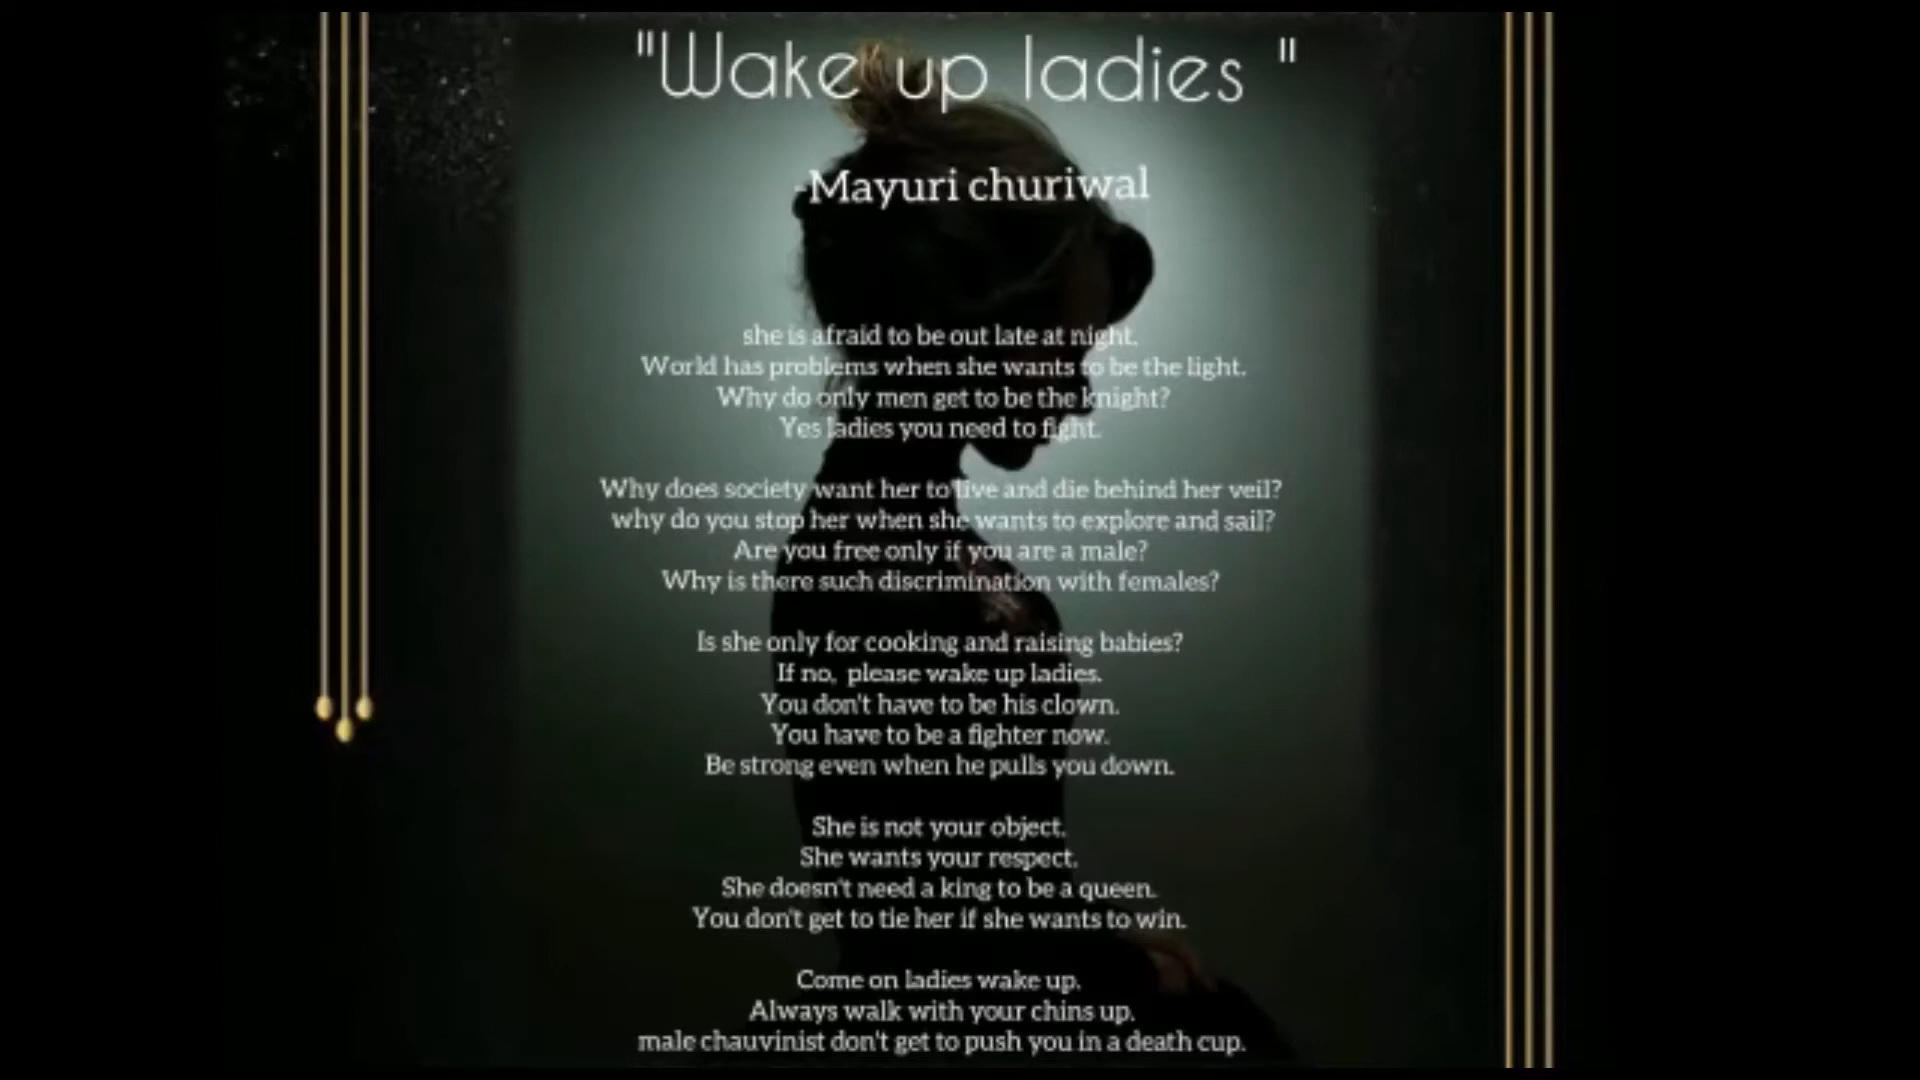 "Wake up ladies "
-Mayuri churiwal
she is afraid to be out late at night.
World has problems when she wants to be the light.
Why do only men get to be the knight?
Yes ladies you need to fight.
Why does society want her to live and die behind her veil?
why do you stop her when she wants to explore and sail?
Are you free only if you are a male?
Why is there such discrimination with females?
Is she only for cooking and raising babies?
If no, please wake up ladies.
You don't have to be his clown.
You have to be a fighter now.
Be strong even when he pulls you down.
She is not your object.
She wants your respect.
She doesn't need a king to be a queen.
You don't get to tie her if she wants to win.
Come on ladies wake up.
Always walk with your chins up.
male chauvinist don't get to push you in a death cup.